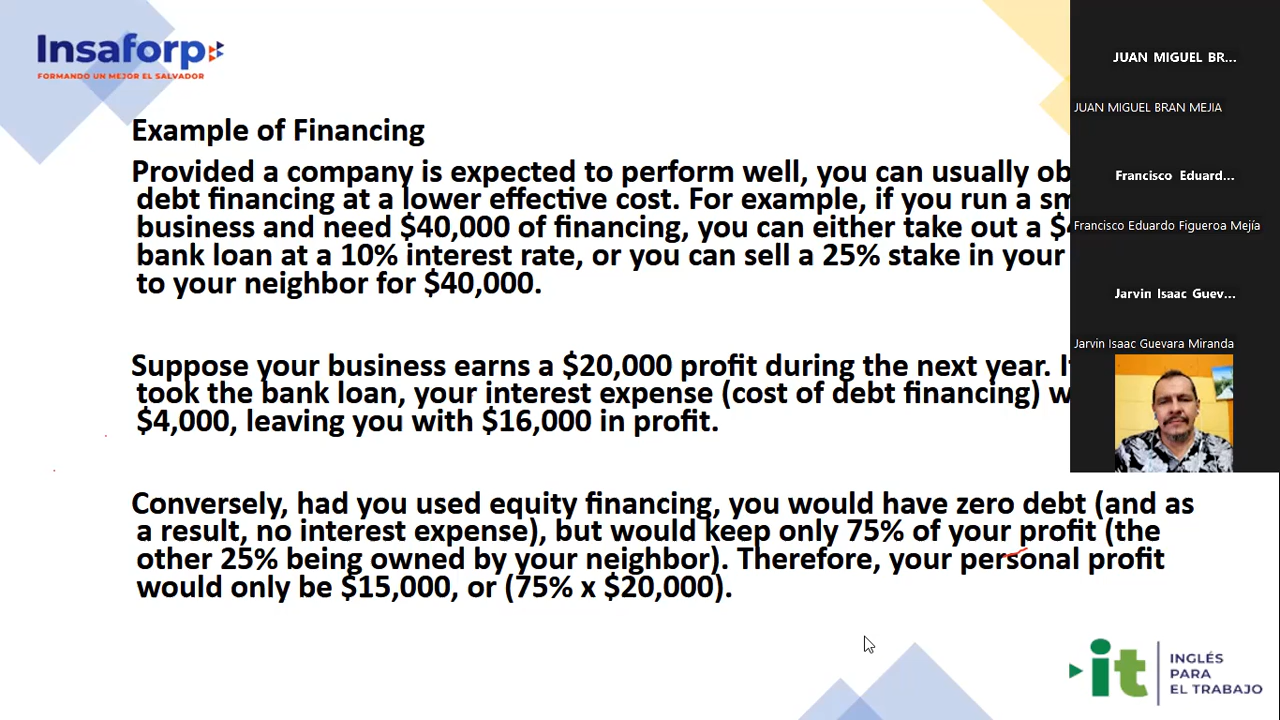 Insaforp
FORMANDO UN MEJOR EL SALVADOR
Example of Financing
Provided a company is expected to perform well, you can usually ob
debt financing at a lower effective cost. For example, if you run a sm
business and need $40,000 of financing, you can either take out a $4
bank loan at a 10% interest rate, or you can sell a 25% stake in your
to your neighbor for $40,000.
Suppose your business earns a $20,000 profit during the next year. I
took the bank loan, your interest expense (cost of debt financing) w
$4,000, leaving you with $16,000 in profit.
Conversely, had you used equity financing, you would have zero debt (and as
a result, no interest expense), but would keep only 75% of your profit (the
other 25% being owned by your neighbor). Therefore, your personal profit
would only be $15,000, or (75% x $20,000).
JUAN MIGUEL BR...
JUAN MIGUEL BRAN MEJIA
Francisco Eduard...
Francisco Eduardo Figueroa Mejía
Jarvin Isaac Guev...
Jarvin Isaac Guevara Miranda
it
INGLÉS
PARA
EL TRABAJO